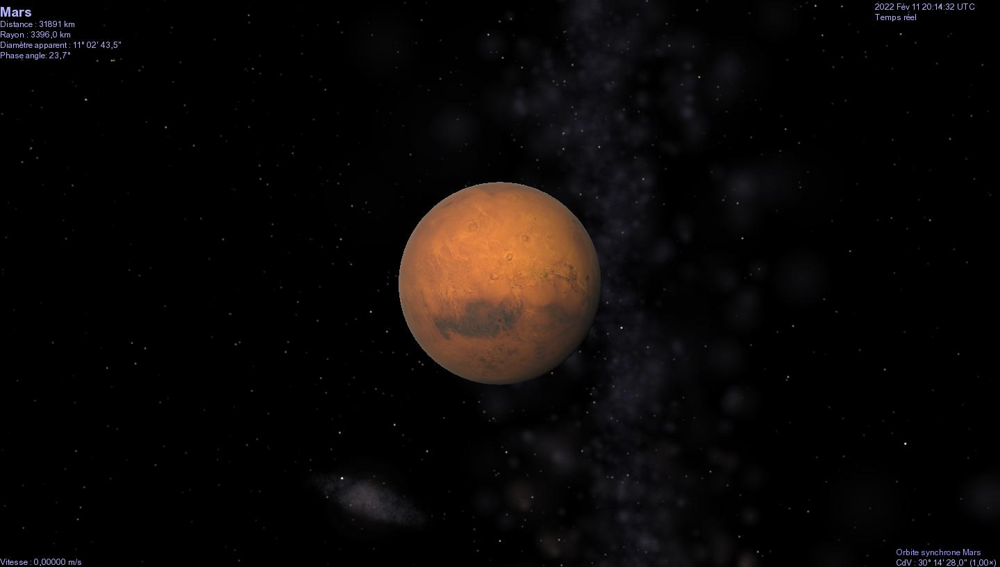 Mars
Distance : 31891 km
Rayon : 3396,0 km
Diamètre apparent : 11° 02' 43,5"
Phase angle: 23,7°
2022 Fév 11 20:14:32 UTC
Temps réel
Vitesse : 0,00000 m/s
Orbite synchrone Mars
CdV : 30° 14' 28,0" (1,00×)